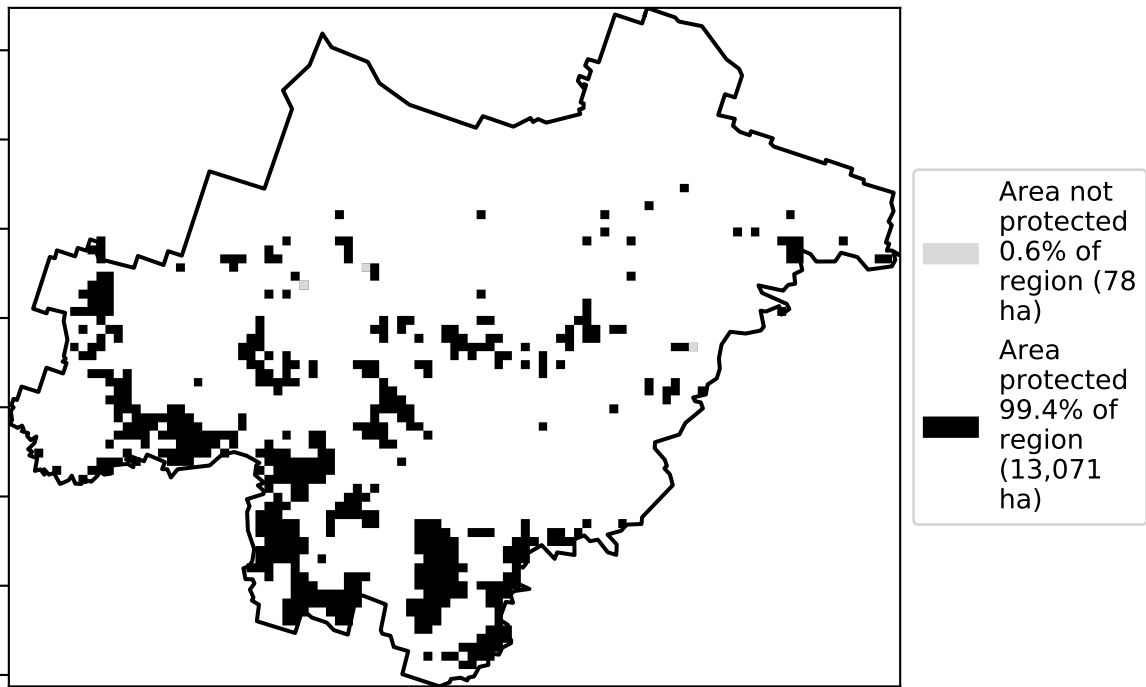 Area not
protected
0.6% of
region (78
ha)
Area
protected
99.4% of
region
(13,071
ha)